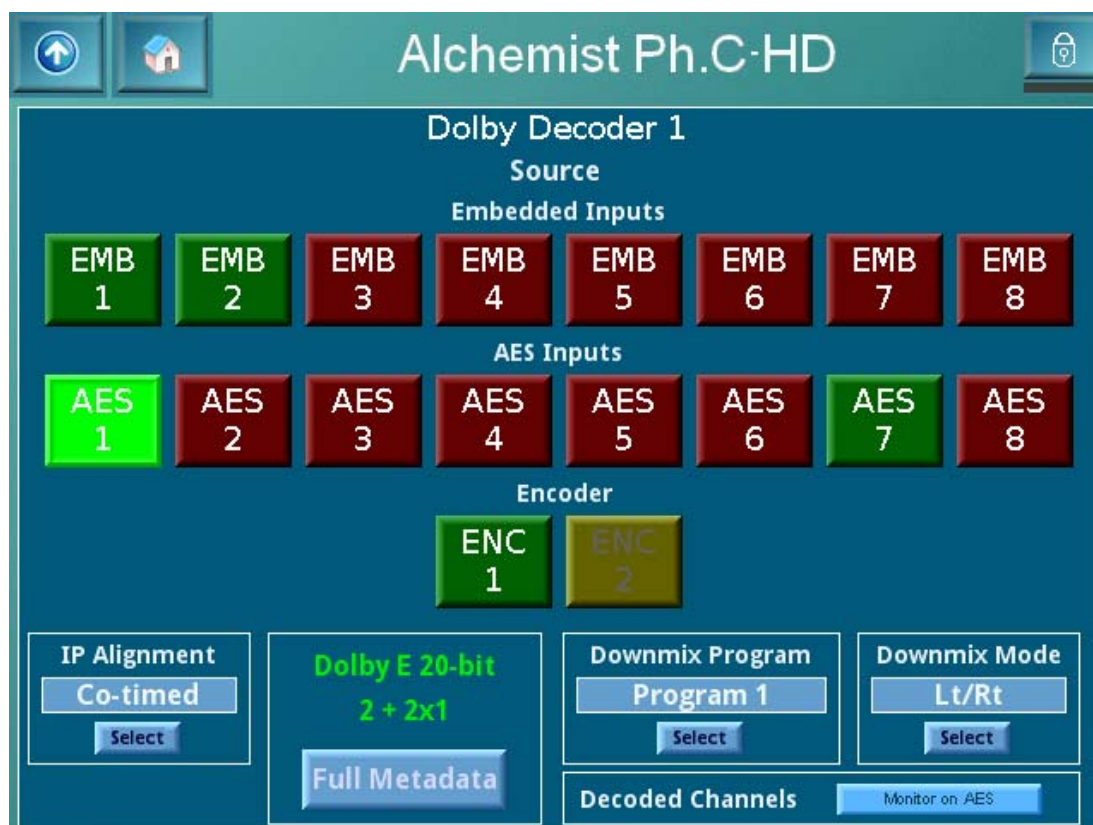 Alchemist Ph.C-HD
Dolby Decoder 1
Source
Embedded Inputs
EMB 1
EMB 2
EMB 3
EMB 4
EMB 5
EMB 6
EMB 7
EMB 8
AES Inputs
AES 1
AES 2
AES 3
AES 4
AES 5
AES 6
AES 7
AES 8
Encoder
ENC 1
ENC 2
IP Alignment
Co-timed
Select
Dolby E 20-bit
2 + 2x1
Full Metadata
Downmix Program
Program 1
Select
Downmix Mode
Lt/Rt
Select
Decoded Channels
Monitor on AES